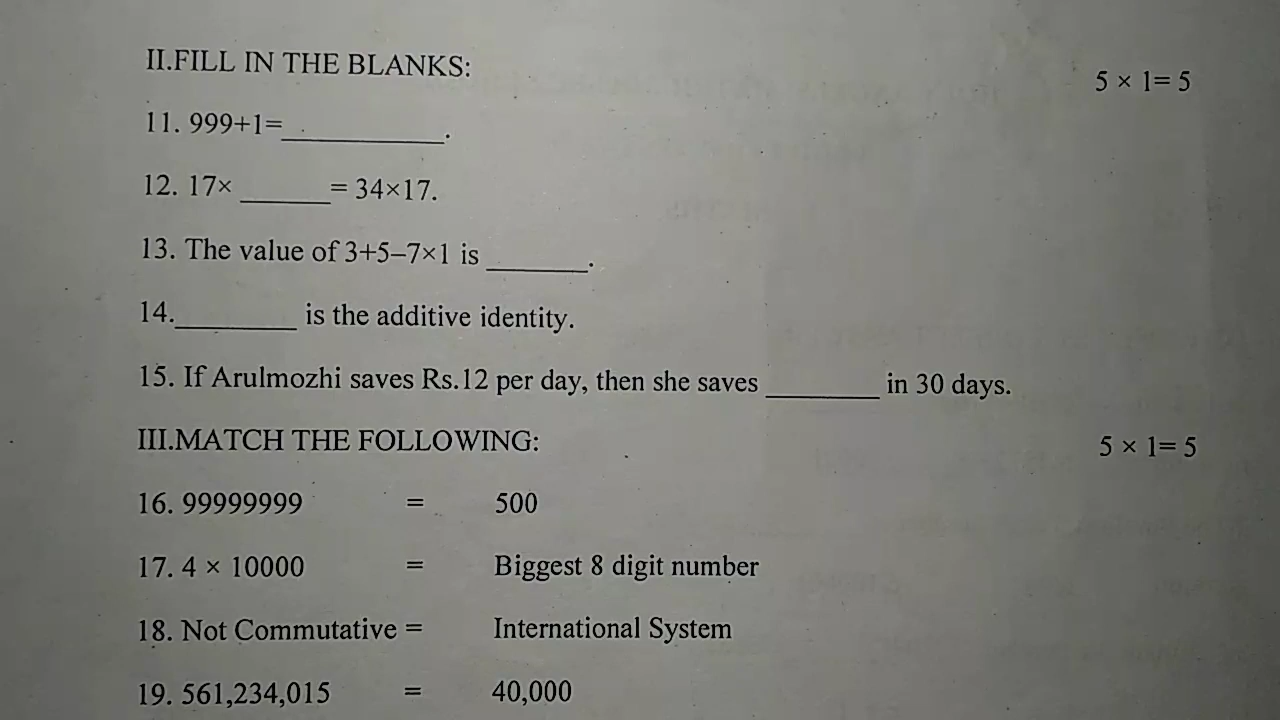 II.FILL IN THE BLANKS: 5 × 1= 5
11. 999+1=___________.
12. 17× ______= 34×17.
13. The value of 3+5–7×1 is _______.
14.________ is the additive identity.
15. If Arulmozhi saves Rs.12 per day, then she saves ________ in 30 days.
III.MATCH THE FOLLOWING: 5 × 1= 5
16. 99999999 = 500
17. 4 × 10000 = Biggest 8 digit number
18. Not Commutative = International System
19. 561,234,015 = 40,000